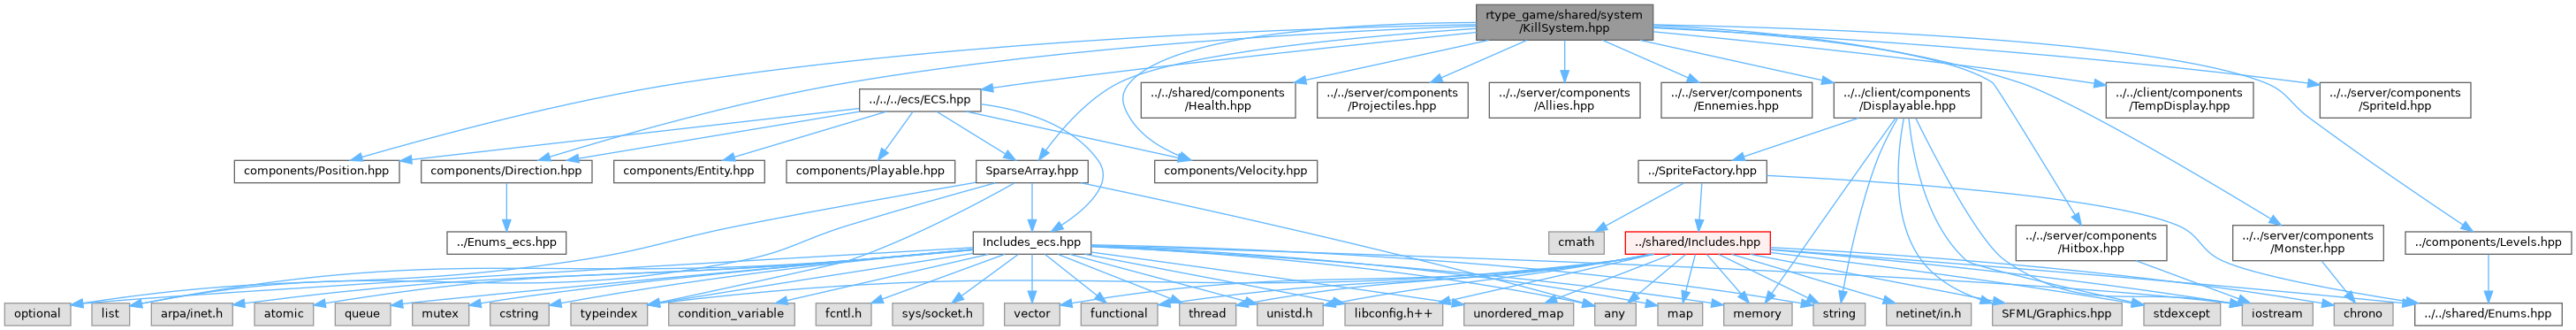 rtype_game/shared/system
/KillSystem.hpp
../../../ecs/ECS.hpp
../../shared/components
/Health.hpp
../../server/components
/Projectiles.hpp
../../server/components
/Allies.hpp
../../server/components
/Ennemies.hpp
../../client/components
/Displayable.hpp
../../client/components
/TempDisplay.hpp
../../server/components
/SpriteId.hpp
components/Position.hpp
components/Direction.hpp
components/Entity.hpp
components/Playable.hpp
SparseArray.hpp
components/Velocity.hpp
../SpriteFactory.hpp
../Enums_ecs.hpp
Includes_ecs.hpp
cmath
../shared/Includes.hpp
../../server/components
/Hitbox.hpp
../../server/components
/Monster.hpp
../components/Levels.hpp
optional
list
arpa/inet.h
atomic
queue
mutex
cstring
typeindex
condition_variable
fcntl.h
sys/socket.h
vector
functional
thread
unistd.h
libconfig.h++
unordered_map
any
map
memory
string
netinet/in.h
SFML/Graphics.hpp
stdexcept
iostream
chrono
../../shared/Enums.hpp